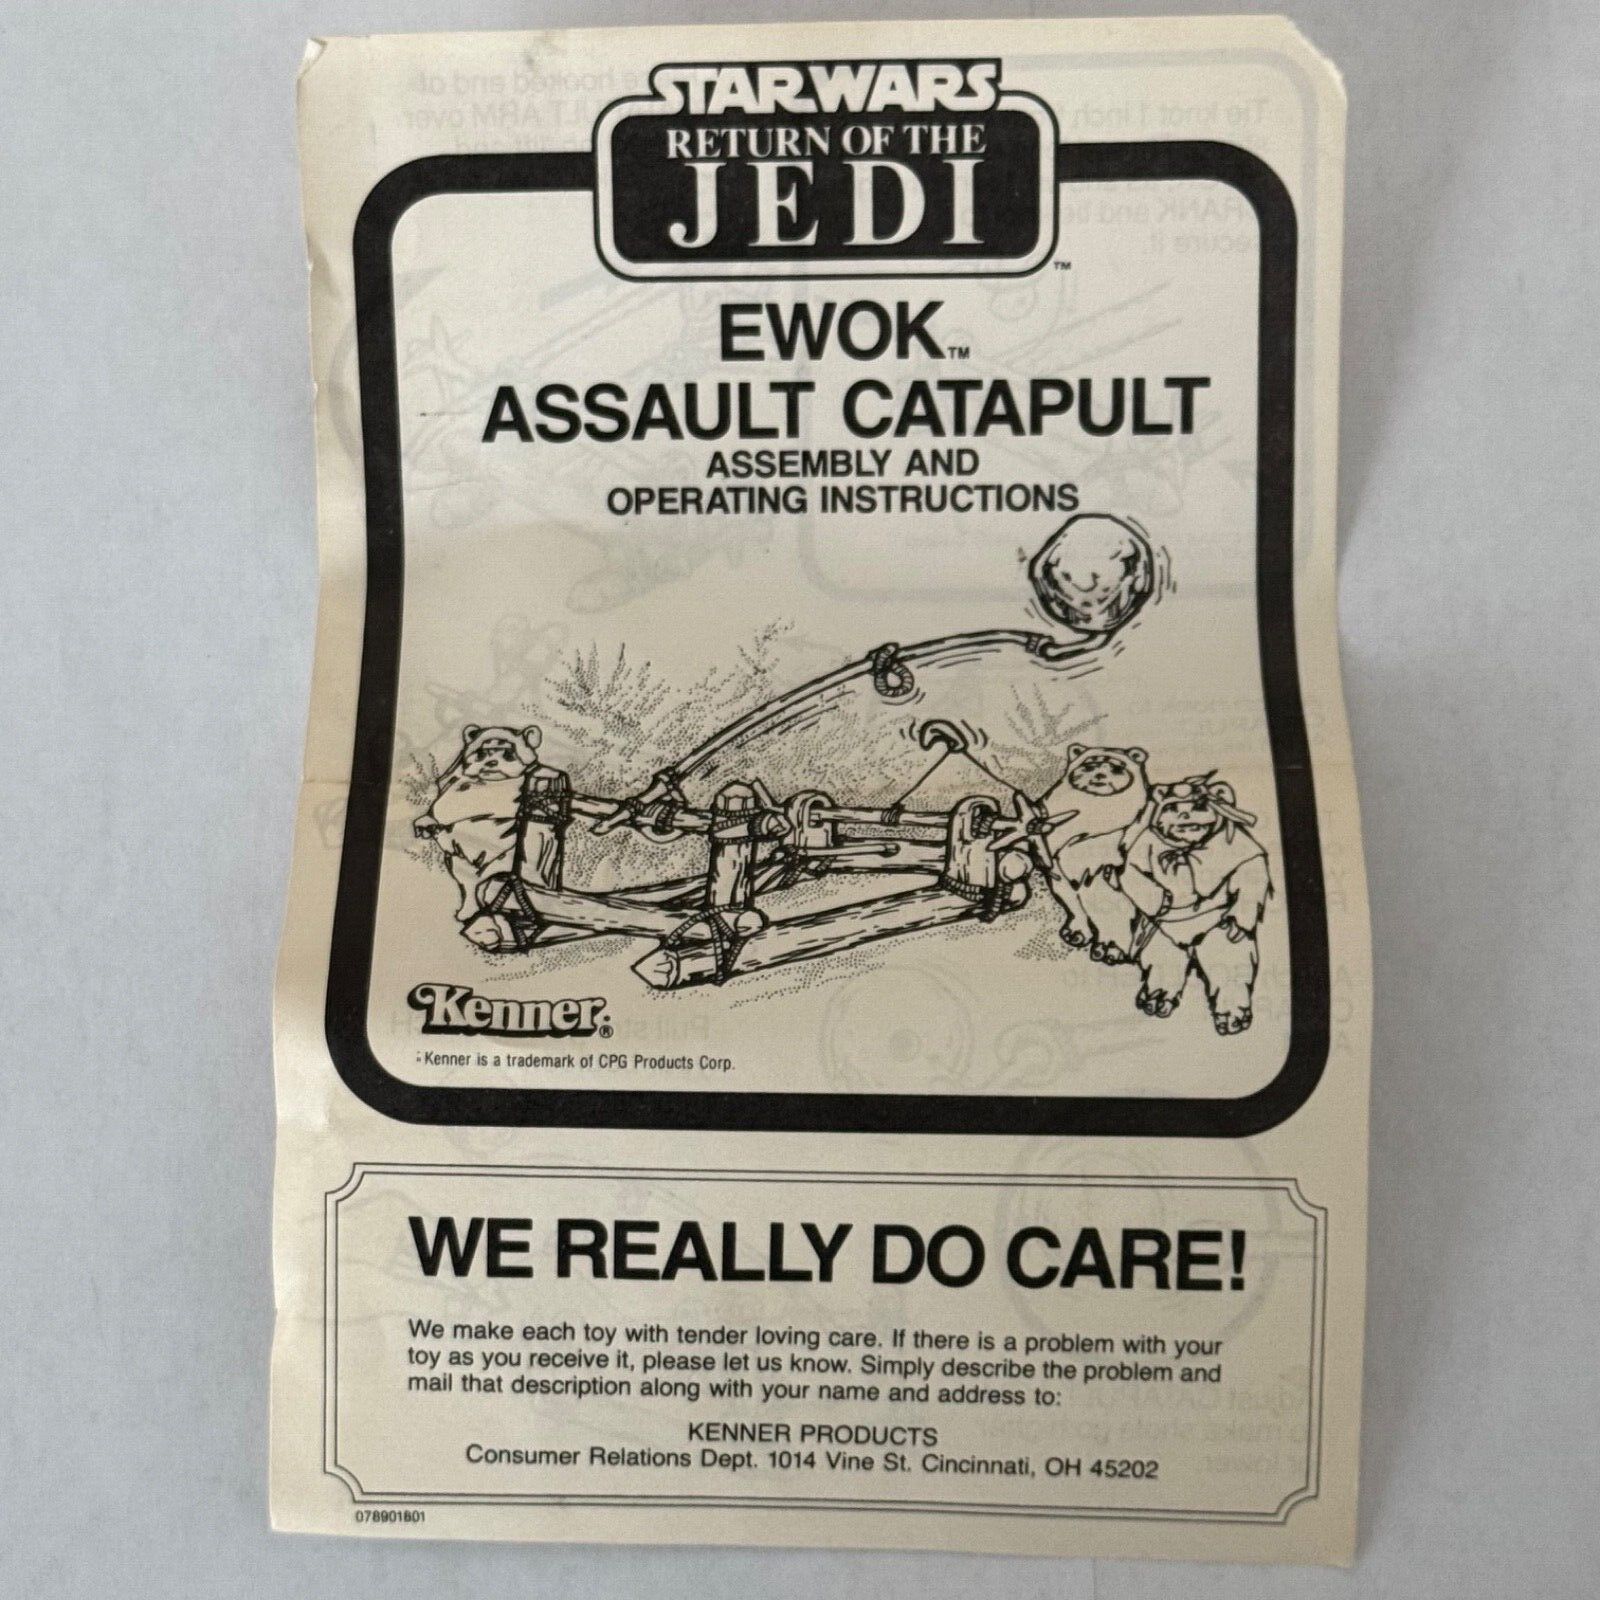 STAR WARS
RETURN OF THE
JEDI
TM
EWOK TM
ASSAULT CATAPULT
ASSEMBLY AND
OPERATING INSTRUCTIONS
Kenner®
Kenner is a trademark of CPG Products Corp.
WE REALLY DO CARE!
We make each toy with tender loving care. If there is a problem with your
toy as you receive it, please let us know. Simply describe the problem and
mail that description along with your name and address to:
KENNER PRODUCTS
Consumer Relations Dept. 1014 Vine St. Cincinnati, OH 45202
078901801